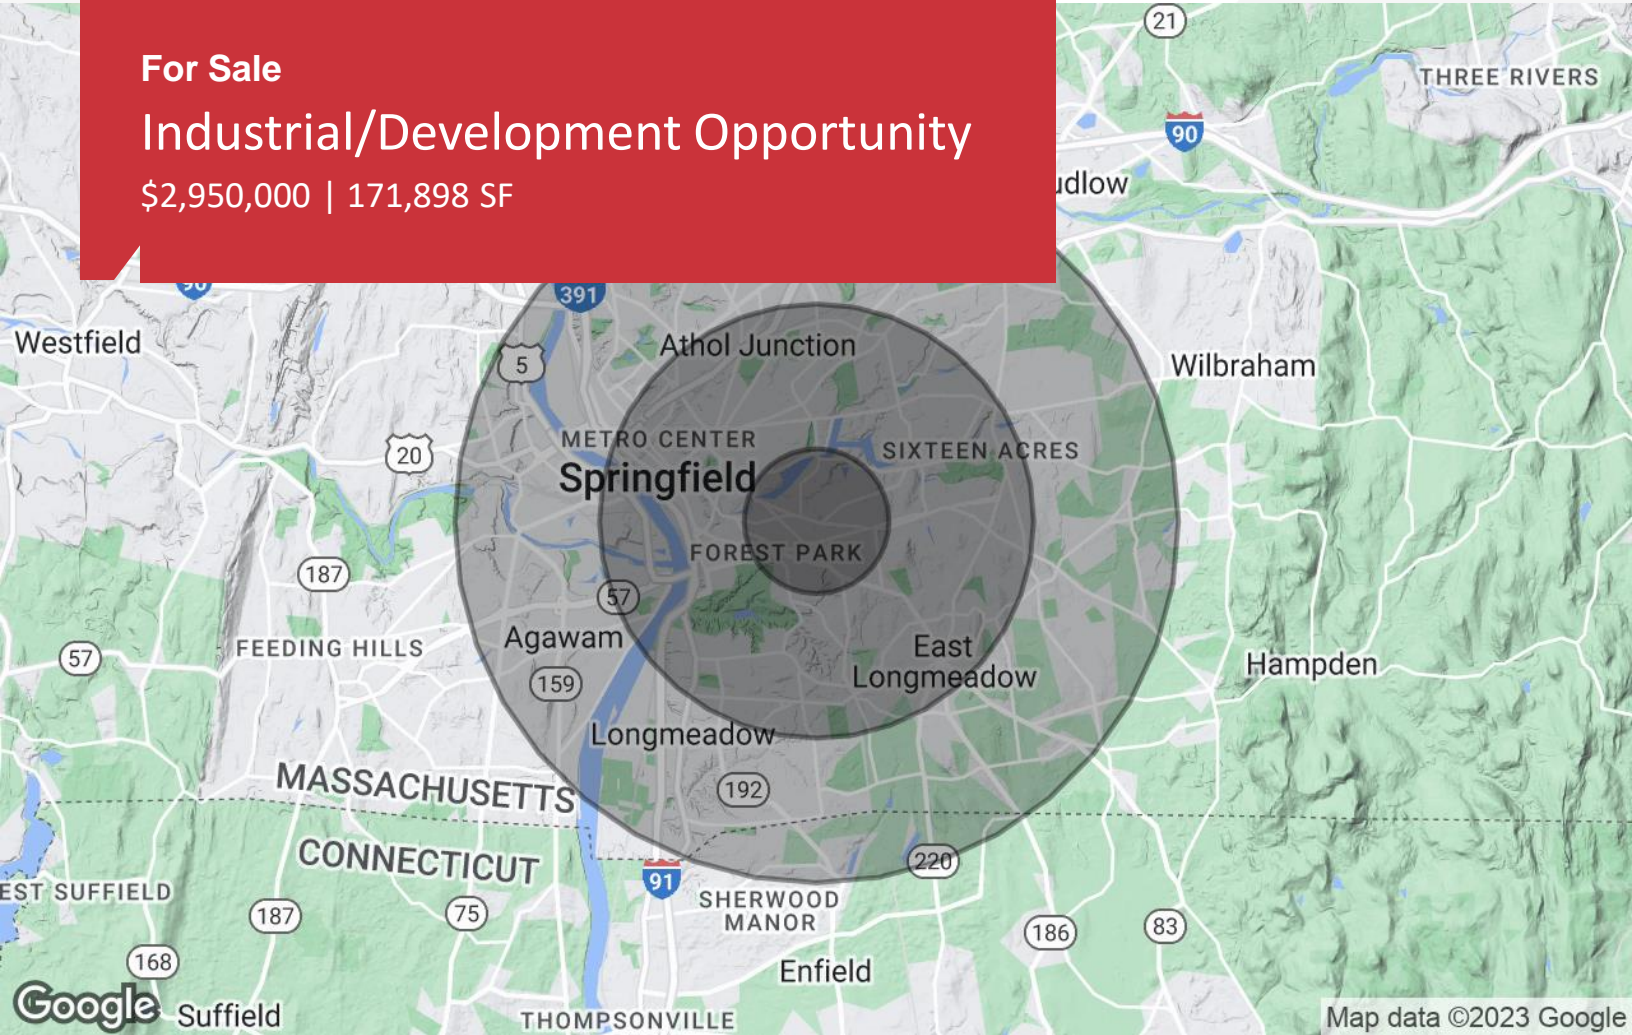 For Sale
Industrial/Development Opportunity
$2,950,000 | 171,898 SF
21
THREE RIVERS
90
udlow
90
391
Westfield
Athol Junction
5
Wilbraham
METRO CENTER
20
SIXTEEN ACRES
Springfield
FOREST PARK
187
57
Agawam
FEEDING HILLS
57
East
Longmeadow
Hampden
159
Longmeadow
192
MASSACHUSETTS
CONNECTICUT
220
91
EST SUFFIELD
SHERWOOD
MANOR
187
75
186
83
168
Enfield
Google
Suffield
THOMPSONVILLE
Map data ©2023 Google